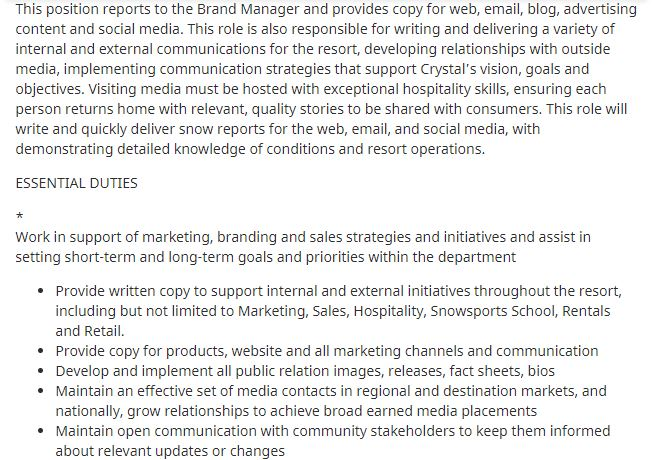 This position reports to the Brand Manager and provides copy for web, email, blog, advertising
content and social media. This role is also responsible for writing and delivering a variety of
internal and external communications for the resort, developing relationships with outside
media, implementing communication strategies that support Crystal's vision, goals and
objectives. Visiting media must be hosted with exceptional hospitality skills, ensuring each
person returns home with relevant, quality stories to be shared with consumers. This role will
write and quickly deliver snow reports for the web, email, and social media, with
demonstrating detailed knowledge of conditions and resort operations.
ESSENTIAL DUTIES
*
Work in support of marketing, branding and sales strategies and initiatives and assist in
setting short-term and long-term goals and priorities within the department
• Provide written copy to support internal and external initiatives throughout the resort,
including but not limited to Marketing, Sales, Hospitality, Snowsports School, Rentals
and Retail.
• Provide copy for products, website and all marketing channels and communication
• Develop and implement all public relation images, releases, fact sheets, bios
• Maintain an effective set of media contacts in regional and destination markets, and
nationally, grow relationships to achieve broad earned media placements
• Maintain open communication with community stakeholders to keep them informed
about relevant updates or changes